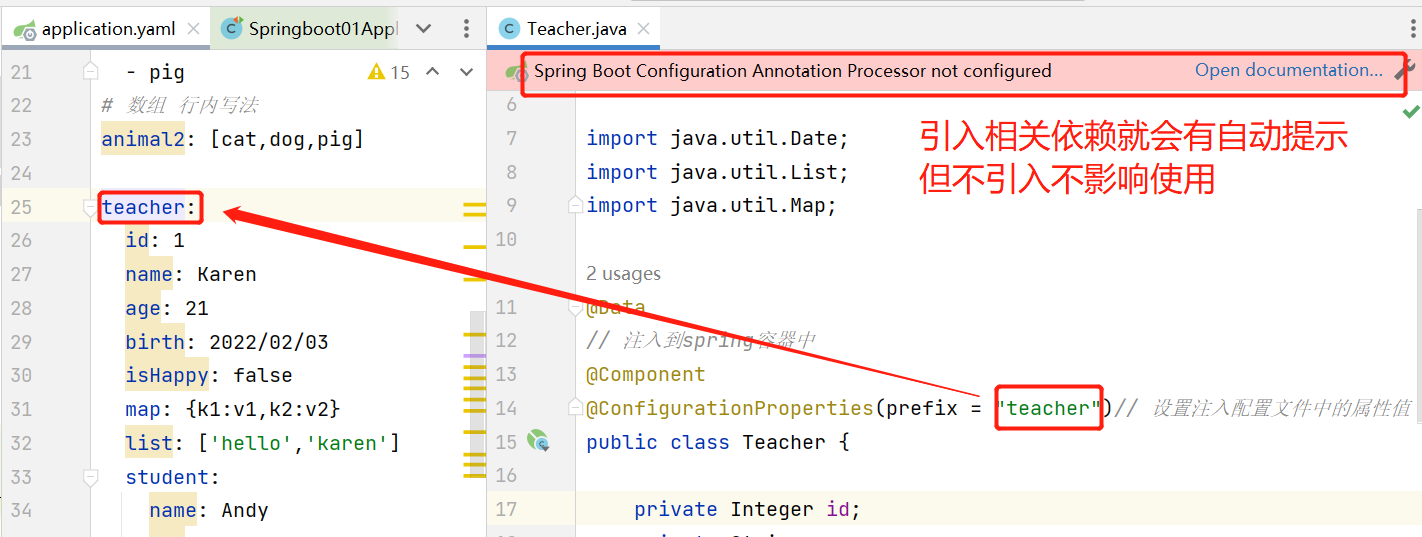 application.yaml
Springboot01Appl
21
- pig
15
22
# 数组 行内写法
23
animal2: [cat,dog,pig]
24
25
teacher:
26
id: 1
27
name: Karen
28
age: 21
29
birth: 2022/02/03
30
isHappy: false
31
map: {k1:v1,k2:v2}
32
list: ['hello','karen']
33
student:
34
name: Andy
Teacher.java
Spring Boot Configuration Annotation Processor not configured
Open documentation...
6
7
import java.util.Date;
8
import java.util.List;
9
import java.util.Map;
10
引入相关依赖就会有自动提示
但不引入不影响使用
2 usages
11
@Data
12
// 注入到spring容器中
13
@Component
14
@ConfigurationProperties(prefix = "teacher")// 设置注入配置文件中的属性值
15
public class Teacher {
16
17
private Integer id;